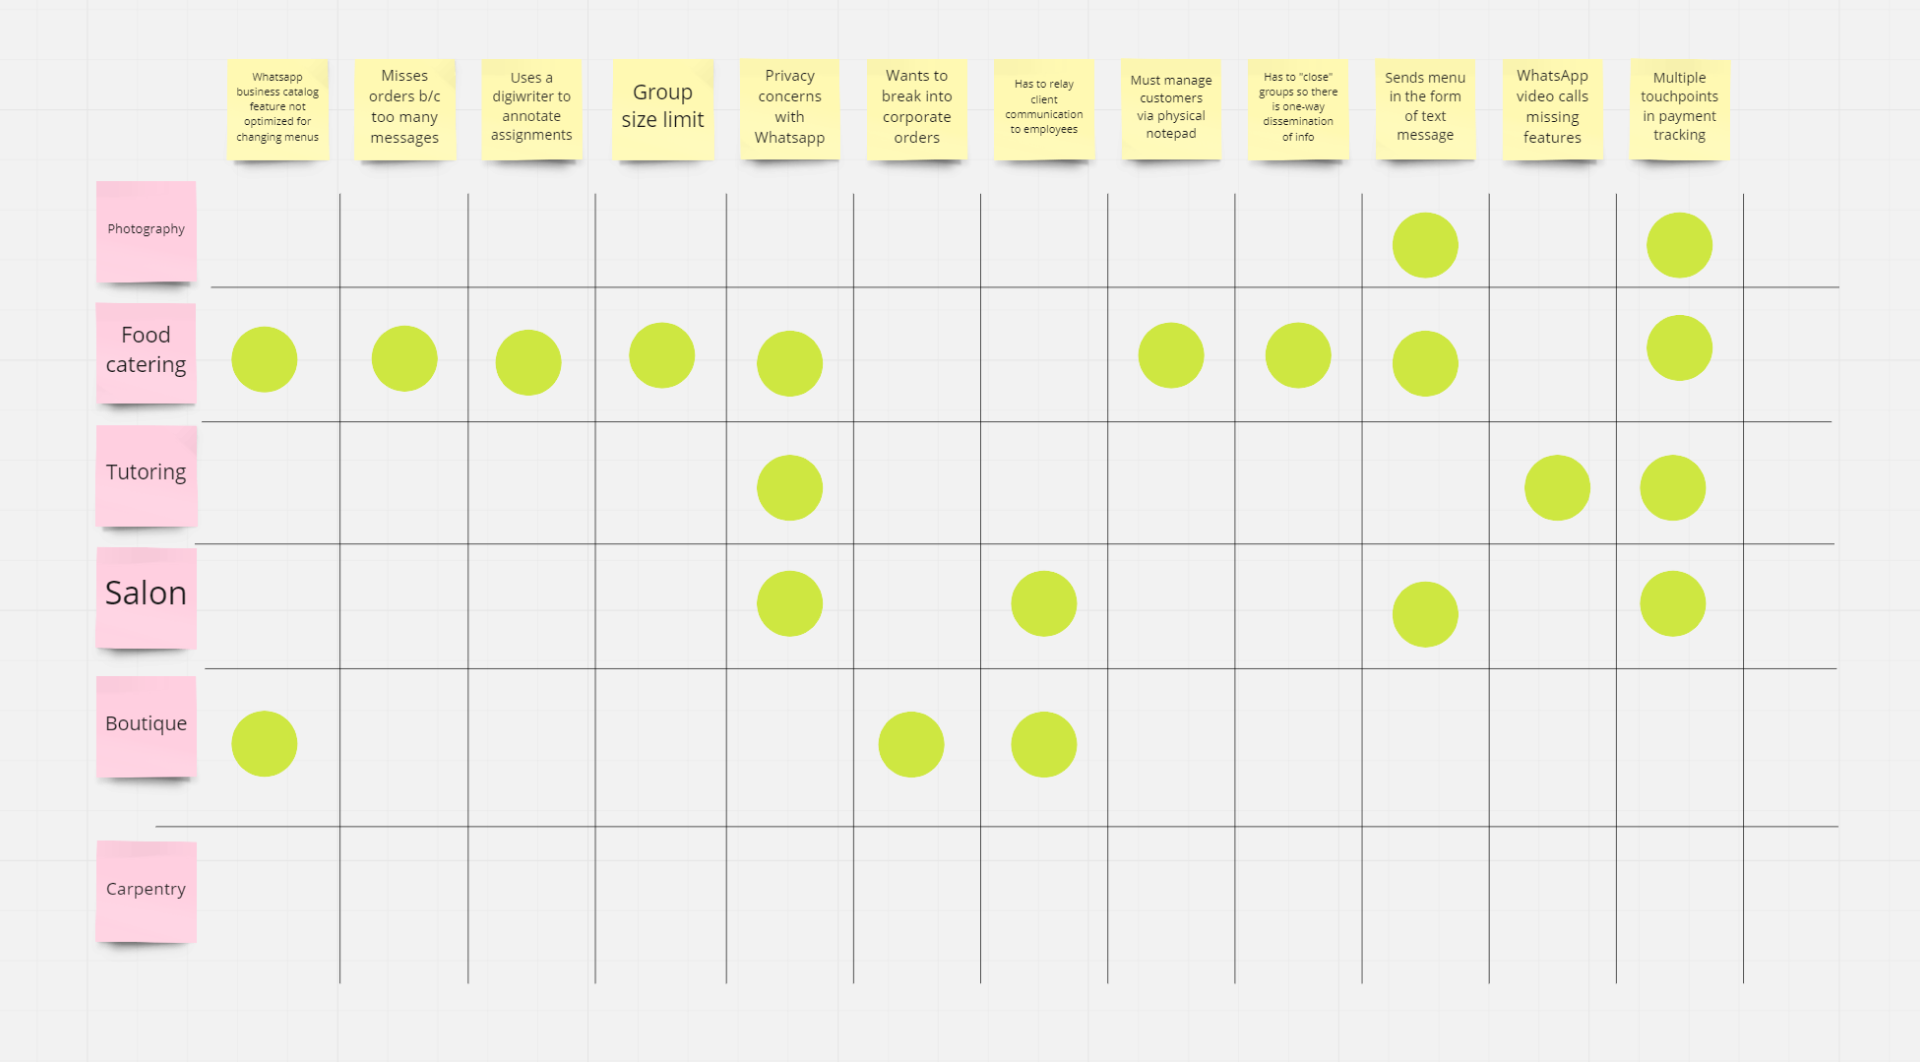 Whatsapp
business catalog
feature not
optimized for
changing menus
Misses
orders b/c
too many
messages
Uses a
digiwriter to
annotate
assignments
Group
size limit
Privacy
concerns
with
Whatsapp
Wants to
break into
corporate
orders
Has to relay
client
communication
to employees
Must manage
customers
via physical
notepad
Has to "close"
groups so there
is one-way
dissemination
of info
Sends menu
in the form
of text
message
WhatsApp
video calls
missing
features
Multiple
touchpoints
in payment
tracking
Photography
Food
catering
Tutoring
Salon
Boutique
Carpentry